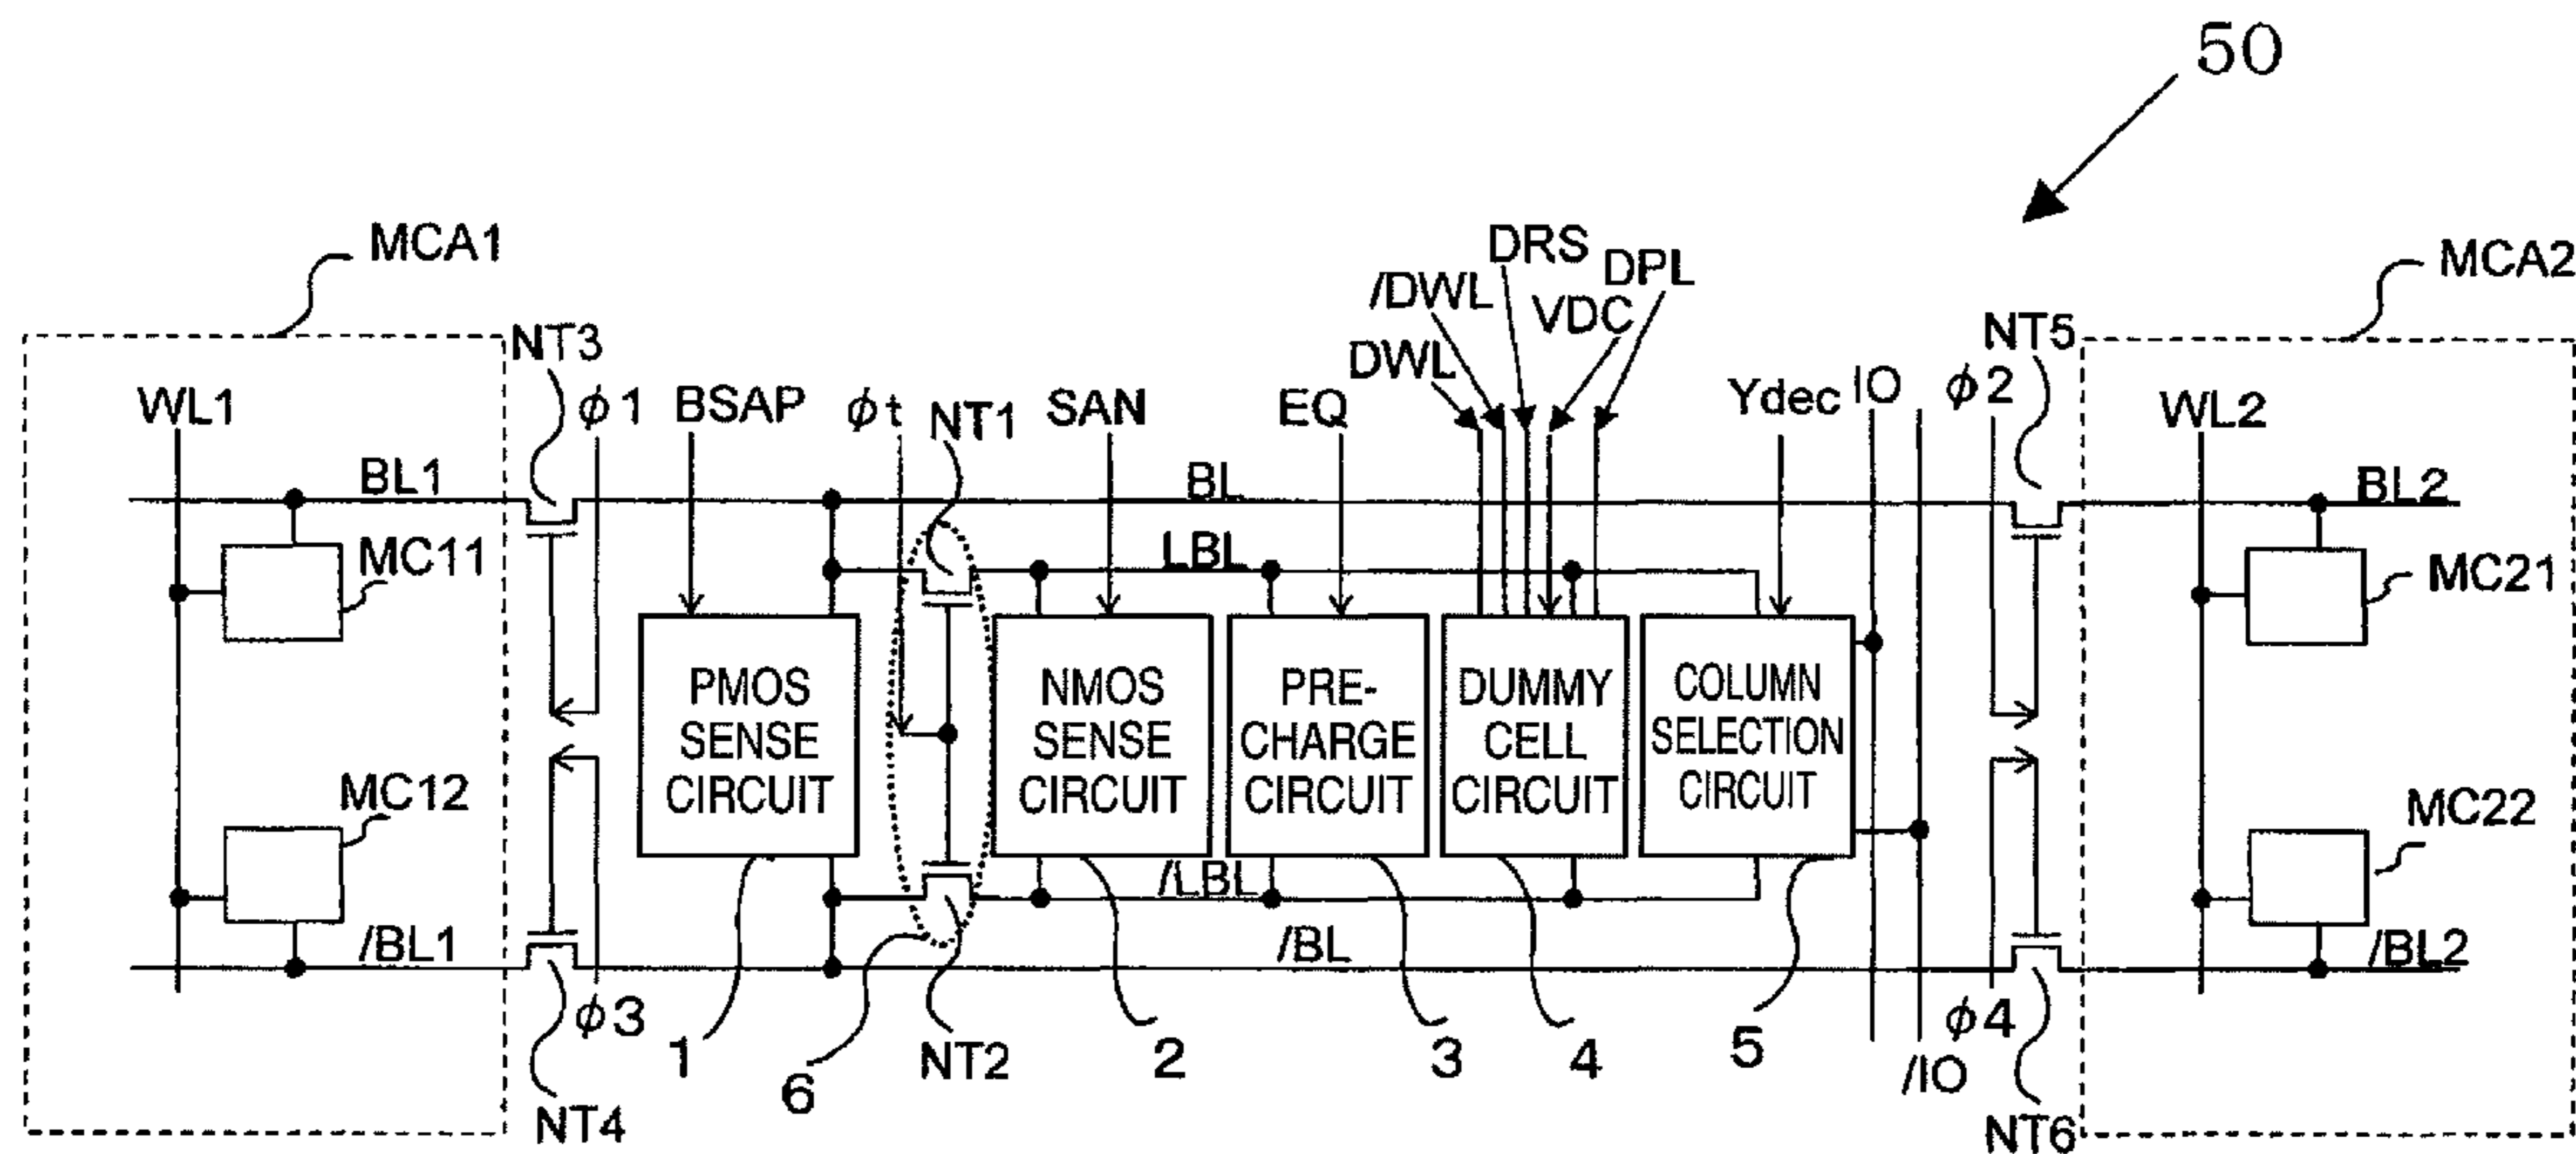 50
MCA1
MCA2
DRS
/DWL
DPL
VDC
DWL
NT3
NT5
WL1
φ1
BSAP
φt
NT1
SAN
EQ
Ydec
IO
φ2
WL2
BL1
BL
BL2
LBL
MC11
MC21
PMOS
SENSE
CIRCUIT
NMOS
SENSE
CIRCUIT
PRE-
CHARGE
CIRCUIT
DUMMY
CELL
CIRCUIT
COLUMN
SELECTION
CIRCUIT
MC12
MC22
/LBL
/BL1
/BL
/BL2
φ3
φ4
1
6
NT2
2
3
4
5
/IO
NT4
NT6